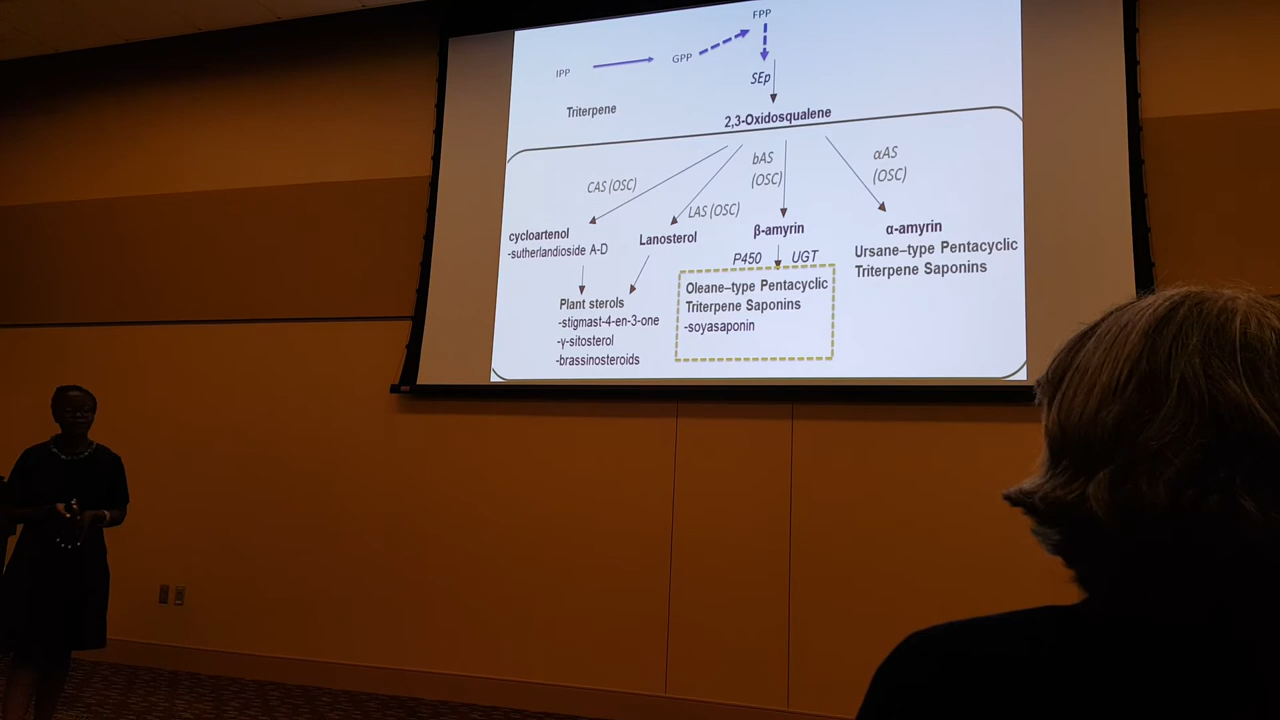 FPP
IPP
GPP
SEp
Triterpene
2,3-Oxidosqualene
CAS (OSC)
LAS (OSC)
bAS
(OSC)
αAS
(OSC)
cycloartenol
-sutherlandioside A-D
Lanosterol
β-amyrin
α-amyrin
Ursane–type Pentacyclic
Triterpene Saponins
P450
UGT
Plant sterols
-stigmast-4-en-3-one
-γ-sitosterol
-brassinosteroids
Oleane–type Pentacyclic
Triterpene Saponins
-soyasaponin